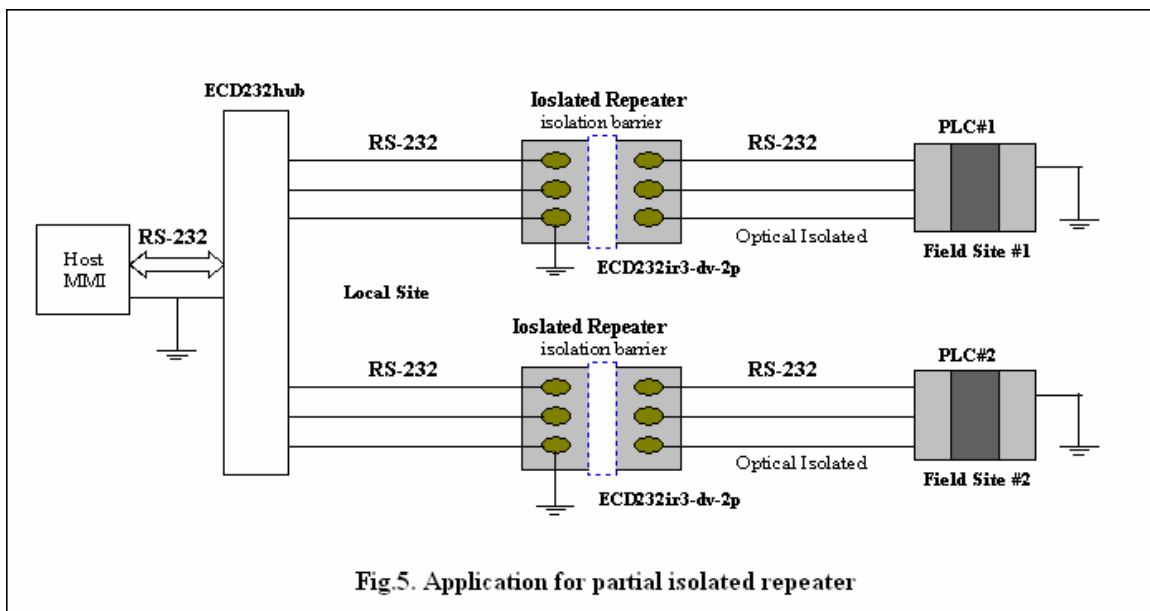 ECD232hub
Ioslated Repeater
isolation barrier
RS-232
RS-232
PLC#1
RS-232
Host
MMI
Optical Isolated
Field Site #1
ECD232ir3-dv-2p
Local Site
Ioslated Repeater
isolation barrier
RS-232
RS-232
PLC#2
Optical Isolated
Field Site #2
ECD232ir3-dv-2p
Fig.5. Application for partial isolated repeater